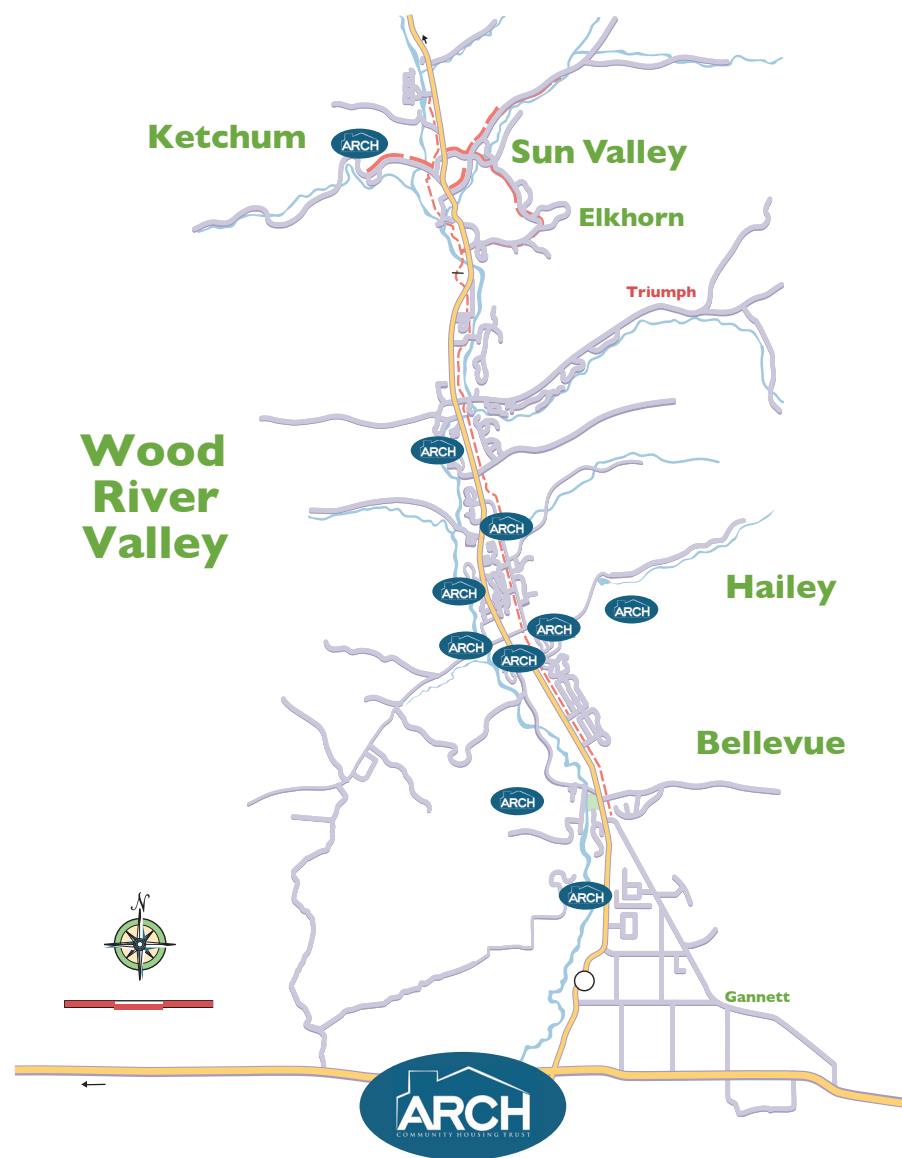 Ketchum
ARCH
Sun Valley
Elkhorn
Triumph
Wood
River
Valley
ARCH
ARCH
ARCH
Hailey
ARCH
ARCH
ARCH
ARCH
Bellevue
ARCH
ARCH
N
Gannett
ARCH
COMMUNITY HOUSING TRUST